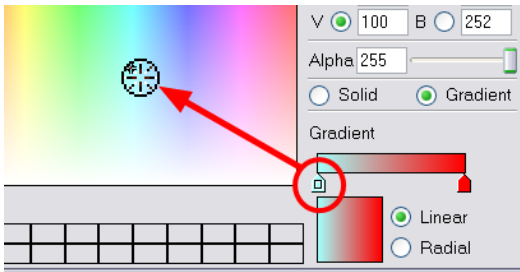 V 100 B 252
Alpha 255
Solid Gradient
Gradient
Linear
Radial